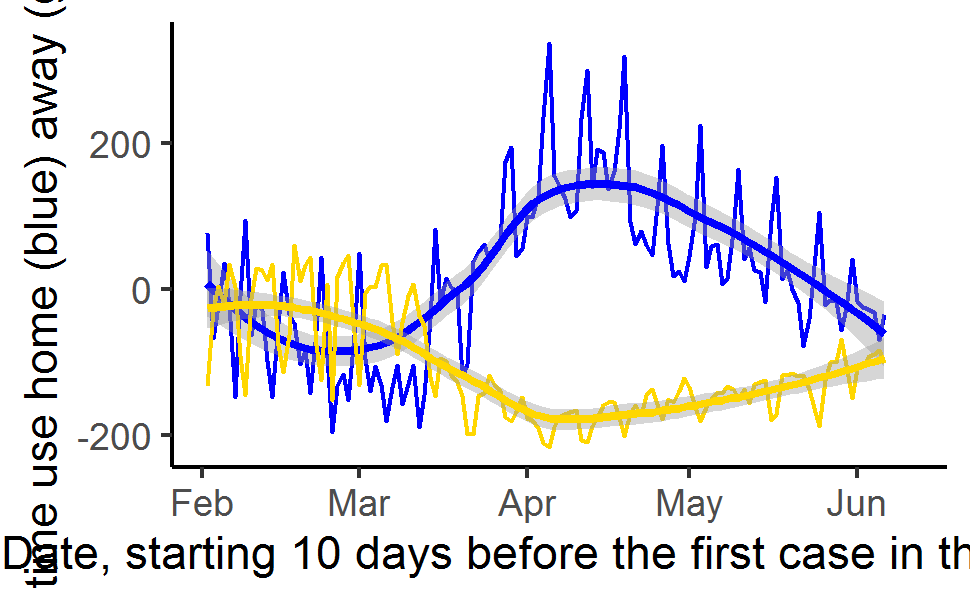 time use home (blue) away (
200
0
-200
Feb Mar Apr May Jun
Date, starting 10 days before the first case in th